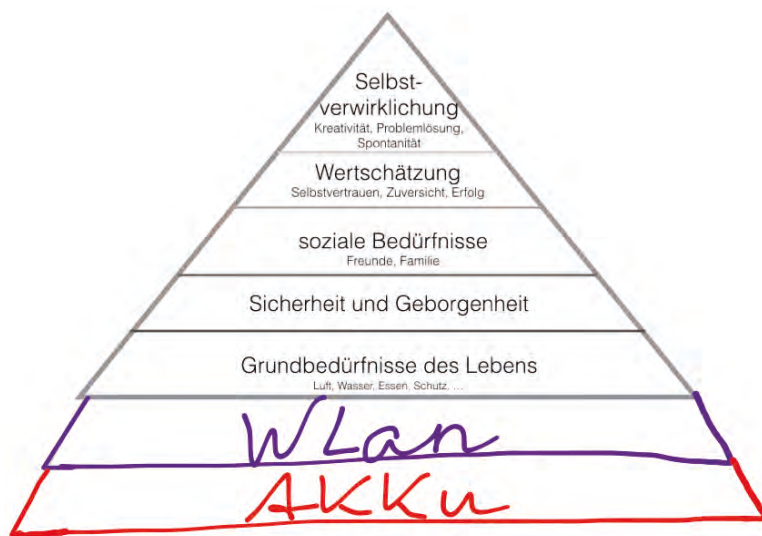 Selbst-
verwirklichung
Kreativität, Problemlösung,
Spontanität
Wertschätzung
Selbstvertrauen, Zuversicht, Erfolg
soziale Bedürfnisse
Freunde, Familie
Sicherheit und Geborgenheit
Grundbedürfnisse des Lebens
Luft, Wasser, Essen, Schutz, ...
WLan
AKKu